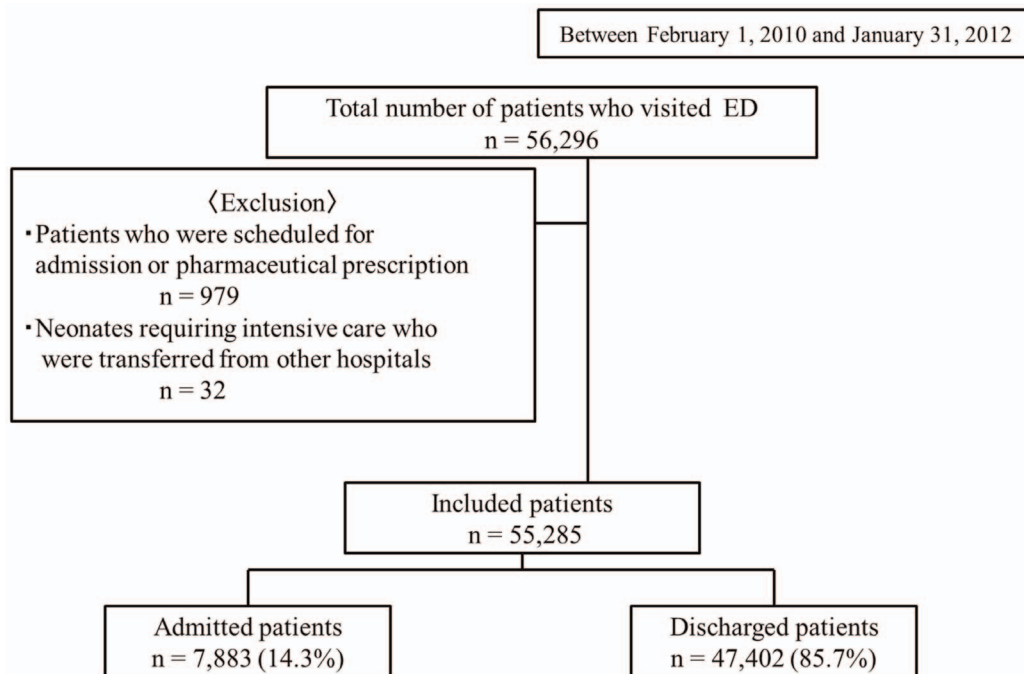 Between February 1, 2010 and January 31, 2012
Total number of patients who visited ED
n = 56,296
〈Exclusion〉
・Patients who were scheduled for
admission or pharmaceutical prescription
n = 979
・Neonates requiring intensive care who
were transferred from other hospitals
n = 32
Included patients
n = 55,285
Admitted patients
n = 7,883 (14.3%)
Discharged patients
n = 47,402 (85.7%)